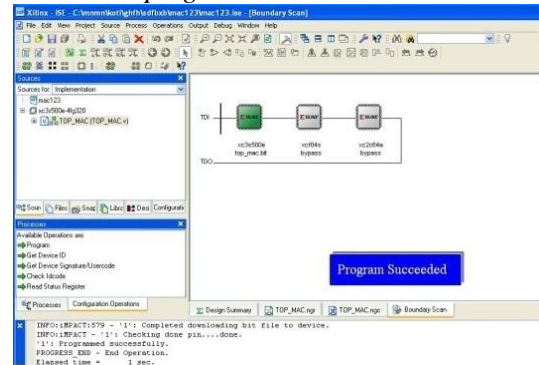 Xilinx - ISE - C:\mnmn\koti\ghfh\sdfbxb\mac123\mac123.ise - [Boundary Scan]
File Edit View Project Source Process Operations Output Debug Window Help
Sources
Sources for: Implementation
mac123
xc3s500e-4fg320
TOP_MAC (TOP_MAC.v)
TDI
TDO
xc3s500e
top_mac.bit
xcf04s
bypass
xc2c64a
bypass
Files
Processes
Available Operations are:
Program
Get Device ID
Get Device Signature/Usercode
Check Idcode
Read Status Register
Processes
Configuration Operations
Program Succeeded
Design Summary
TOP_MAC.ngr
TOP_MAC.ngc
Boundary Scan
INFO:iMPACT:579 - '1': Completed downloading bit file to device.
INFO:iMPACT - '1': Checking done pin....done.
'1': Programmed successfully.
PROGRESS_END - End Operation.
Elapsed time = 1 sec.